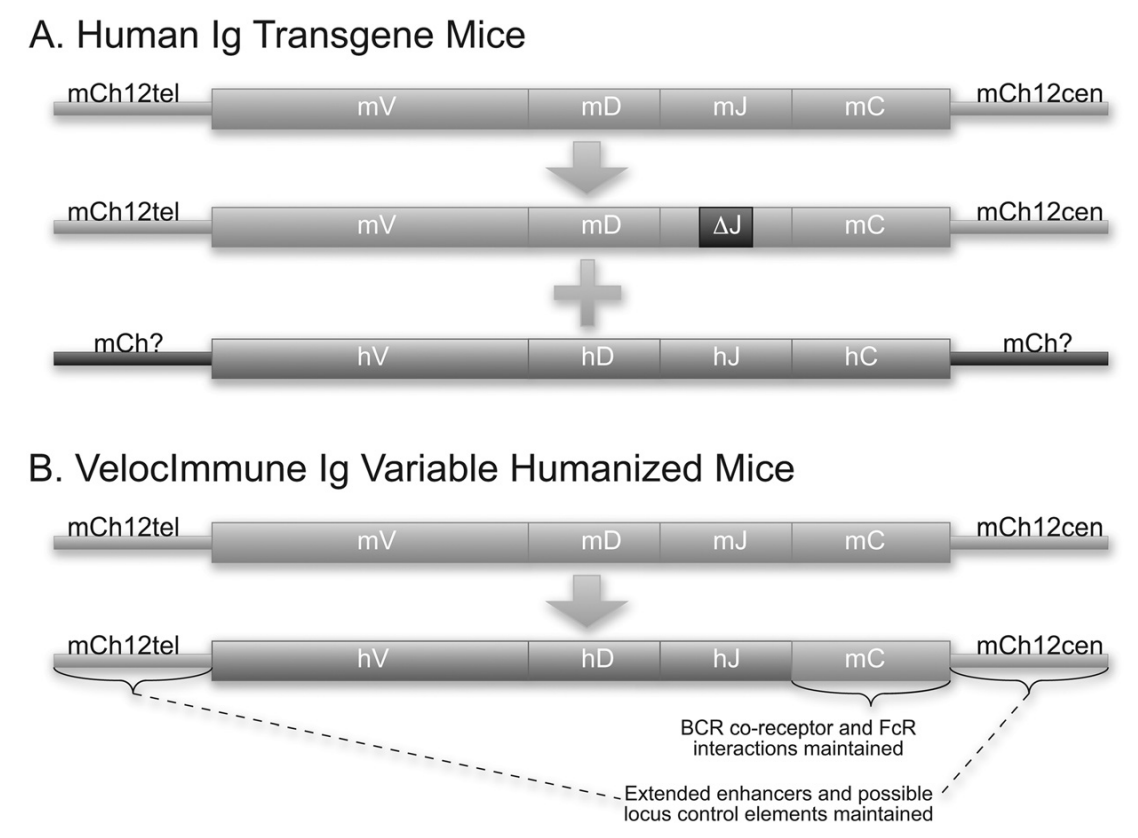 A. Human Ig Transgene Mice
mCh12tel mV mD mJ mC mCh12cen
mCh12tel mV mD ΔJ mC mCh12cen
mCh? hV hD hJ hC mCh?
B. VelocImmune Ig Variable Humanized Mice
mCh12tel mV mD mJ mC mCh12cen
mCh12tel hV hD hJ mC mCh12cen
BCR co-receptor and FcR
interactions maintained
Extended enhancers and possible
locus control elements maintained